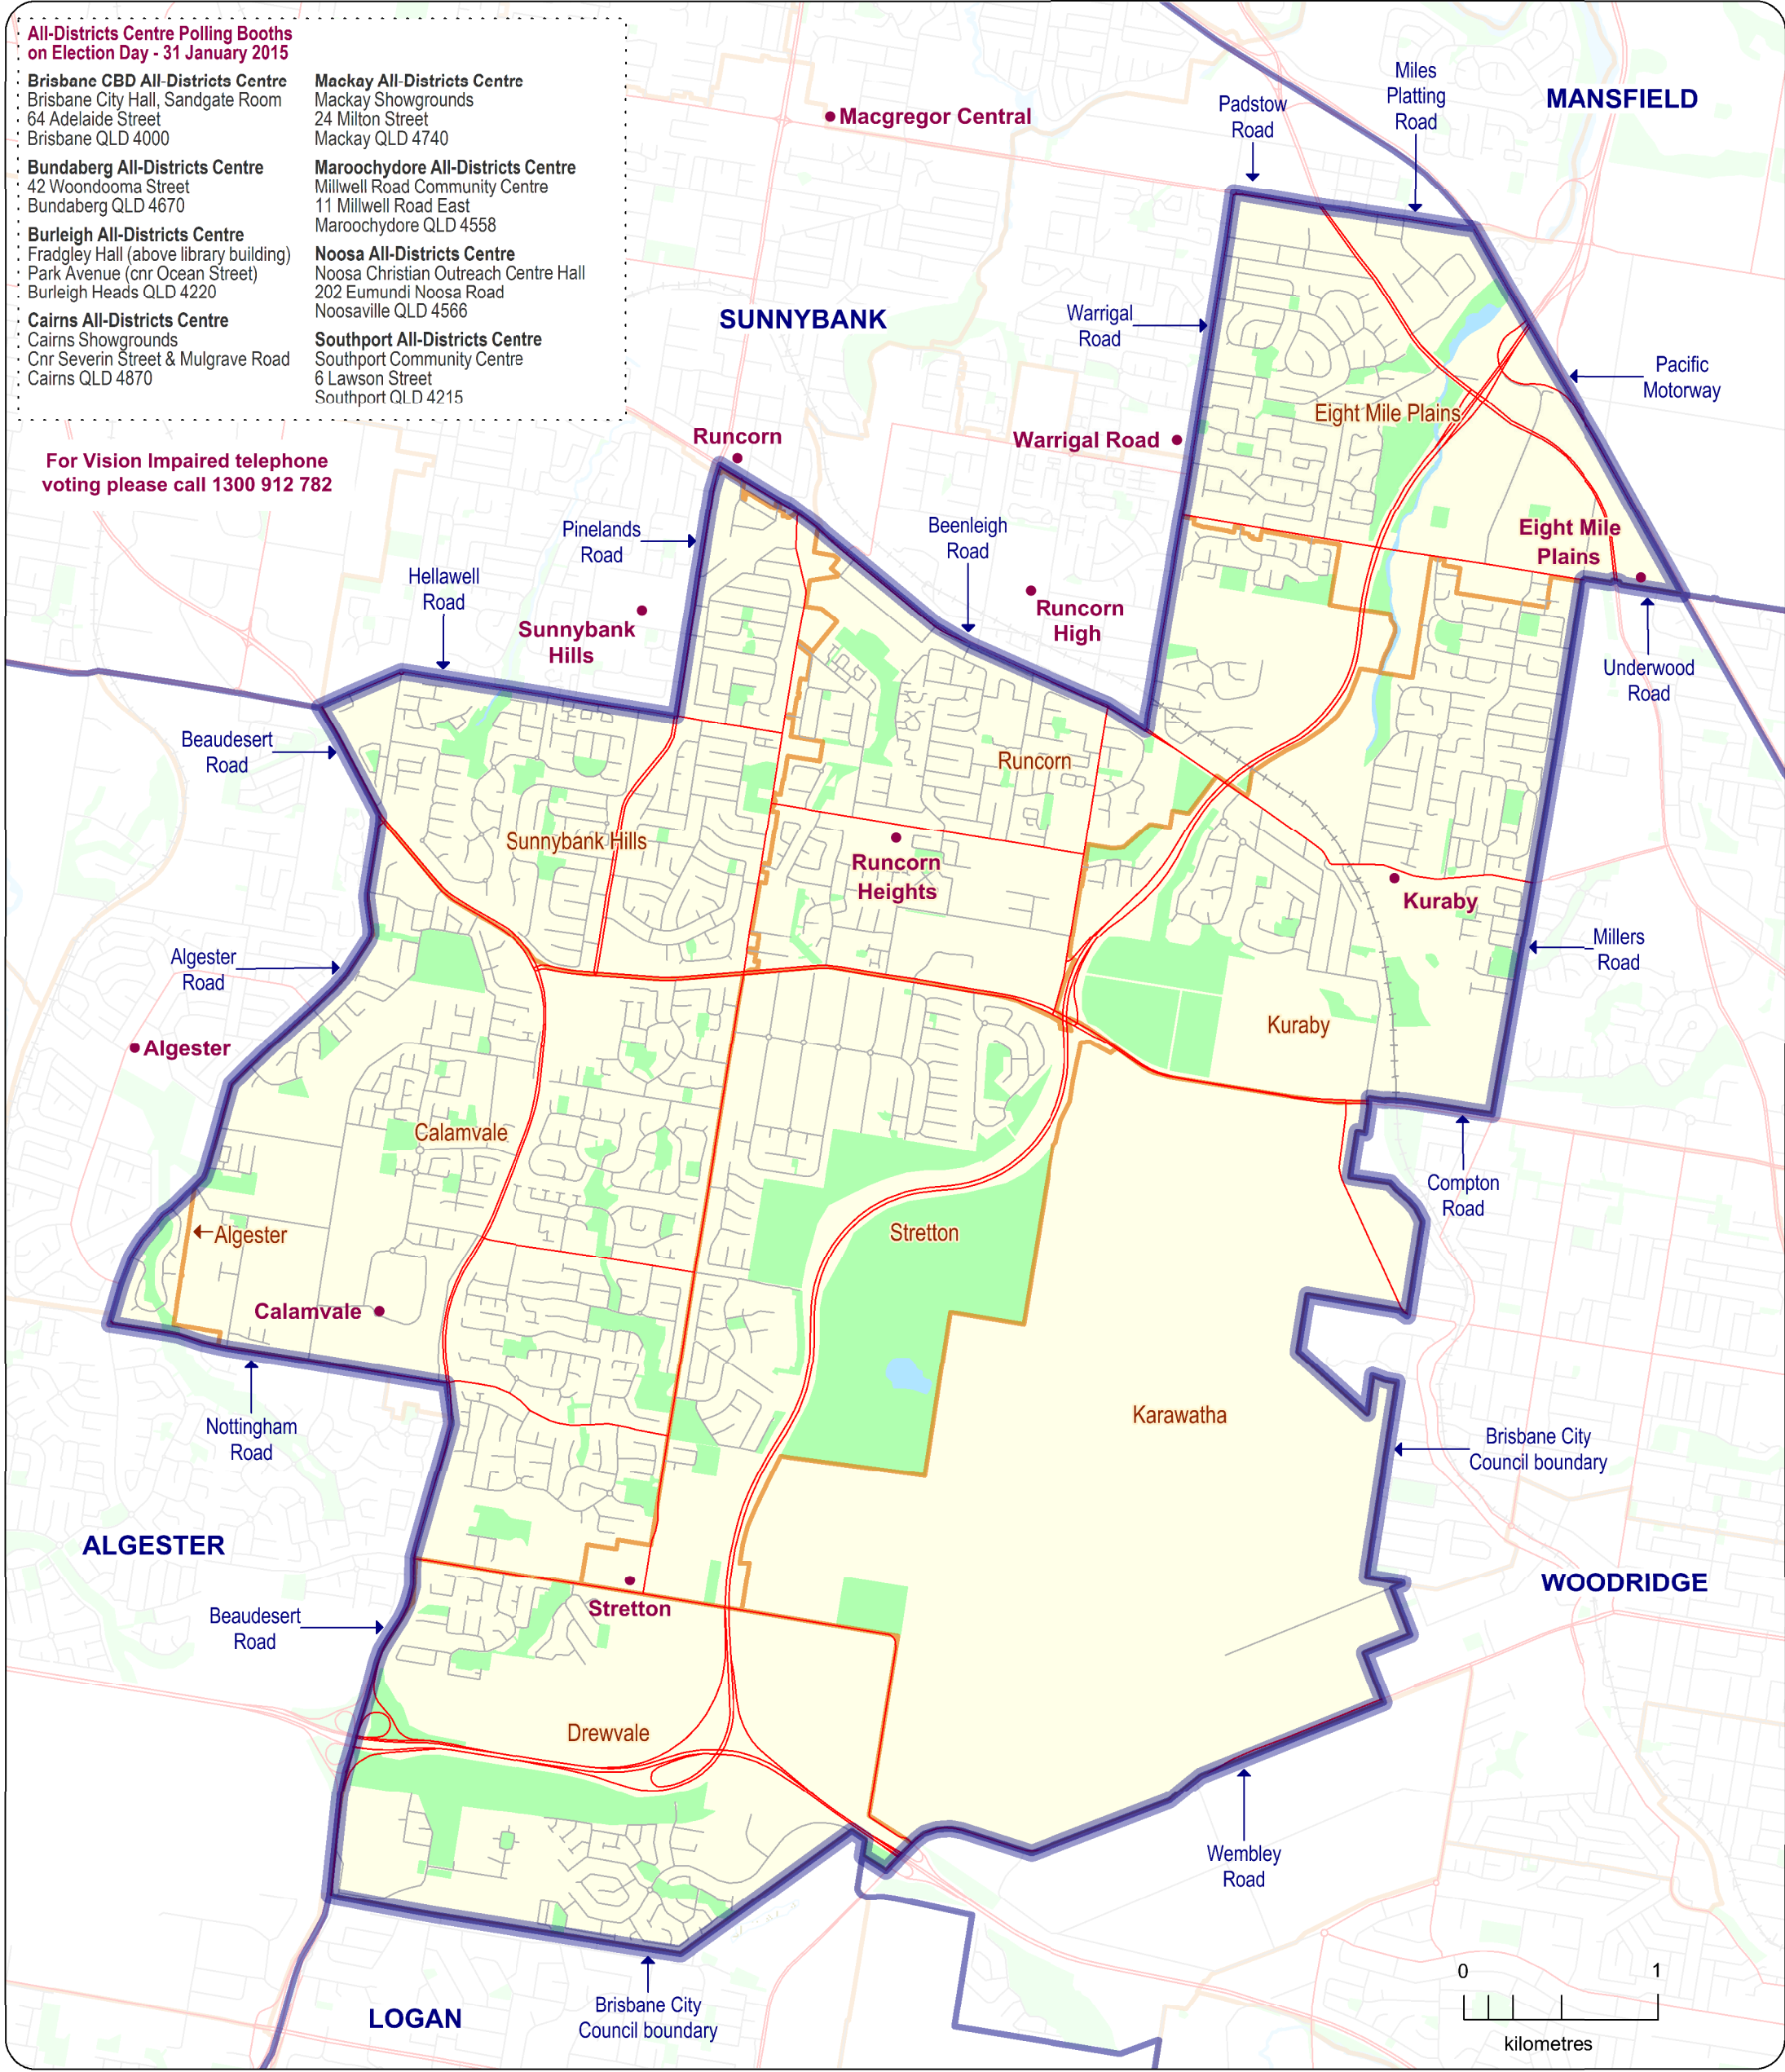 All-Districts Centre Polling Booths
on Election Day - 31 January 2015
Brisbane CBD All-Districts Centre
Brisbane City Hall, Sandgate Room
64 Adelaide Street
Brisbane QLD 4000
Bundaberg All-Districts Centre
42 Woondooma Street
Bundaberg QLD 4670
Burleigh All-Districts Centre
Fradgley Hall (above library building)
Park Avenue (cnr Ocean Street)
Burleigh Heads QLD 4220
Cairns All-Districts Centre
Cairns Showgrounds
Cnr Severin Street & Mulgrave Road
Cairns QLD 4870
Mackay All-Districts Centre
Mackay Showgrounds
24 Milton Street
Mackay QLD 4740
Maroochydore All-Districts Centre
Millwell Road Community Centre
11 Millwell Road East
Maroochydore QLD 4558
Noosa All-Districts Centre
Noosa Christian Outreach Centre Hall
202 Eumundi Noosa Road
Noosaville QLD 4566
Southport All-Districts Centre
Southport Community Centre
6 Lawson Street
Southport QLD 4215
For Vision Impaired telephone
voting please call 1300 912 782
Macgregor Central
Padstow
Road
Miles
Platting
Road
MANSFIELD
SUNNYBANK
Warrigal
Road
Pacific
Motorway
Eight Mile Plains
Runcorn
Warrigal Road
Pinelands
Road
Beenleigh
Road
Eight Mile
Plains
Hellawell
Road
Sunnybank
Hills
Runcorn
High
Underwood
Road
Beaudesert
Road
Runcorn
Sunnybank Hills
Runcorn
Heights
Kuraby
Algester
Road
Millers
Road
Kuraby
Algester
Calamvale
Compton
Road
Algester
Stretton
Calamvale
Karawatha
Nottingham
Road
Brisbane City
Council boundary
ALGESTER
WOODRIDGE
Stretton
Beaudesert
Road
Drewvale
Wembley
Road
Brisbane City
Council boundary
LOGAN
0 1
kilometres